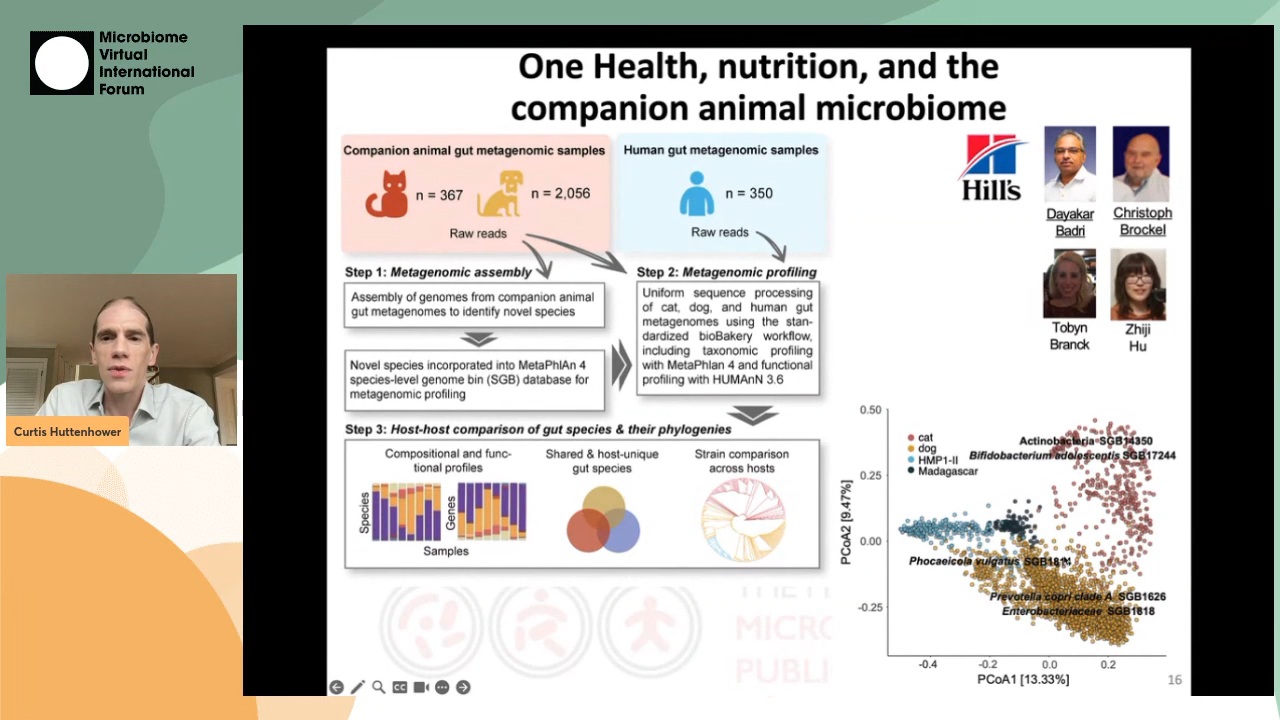 Microbiome
Virtual
International
Forum
Curtis Huttenhower
One Health, nutrition, and the
companion animal microbiome
Companion animal gut metagenomic samples
n = 367
n = 2,056
Raw reads
Human gut metagenomic samples
n = 350
Raw reads
Step 1: Metagenomic assembly
Assembly of genomes from companion animal
gut metagenomes to identify novel species
Novel species incorporated into MetaPhlAn 4
species-level genome bin (SGB) database for
metagenomic profiling
Step 2: Metagenomic profiling
Uniform sequence processing
of cat, dog, and human gut
metagenomes using the stan-
dardized bioBakery workflow,
including taxonomic profiling
with MetaPhlan 4 and functional
profiling with HUMAnN 3.6
Step 3: Host-host comparison of gut species & their phylogenies
Compositional and func-
tional profiles
Species
Genes
Samples
Shared & host-unique
gut species
Strain comparison
across hosts
Hill's
Dayakar
Badri
Christoph
Brockel
Tobyn
Branck
Zhiji
Hu
cat
dog
HMP1-II
Madagascar
Actinobacteria SGB14350
Bifidobacterium adolescentis SGB17244
Phocaeicola vulgatus SGB1814
Prevotella copri clade A SGB1626
Enterobacteriaceae SGB1818
PCoA2 [9.47%]
0.50
0.25
0.00
-0.25
-0.4
-0.2
0.0
0.2
PCoA1 [13.33%]
MICRO
PUBLI
CC
16